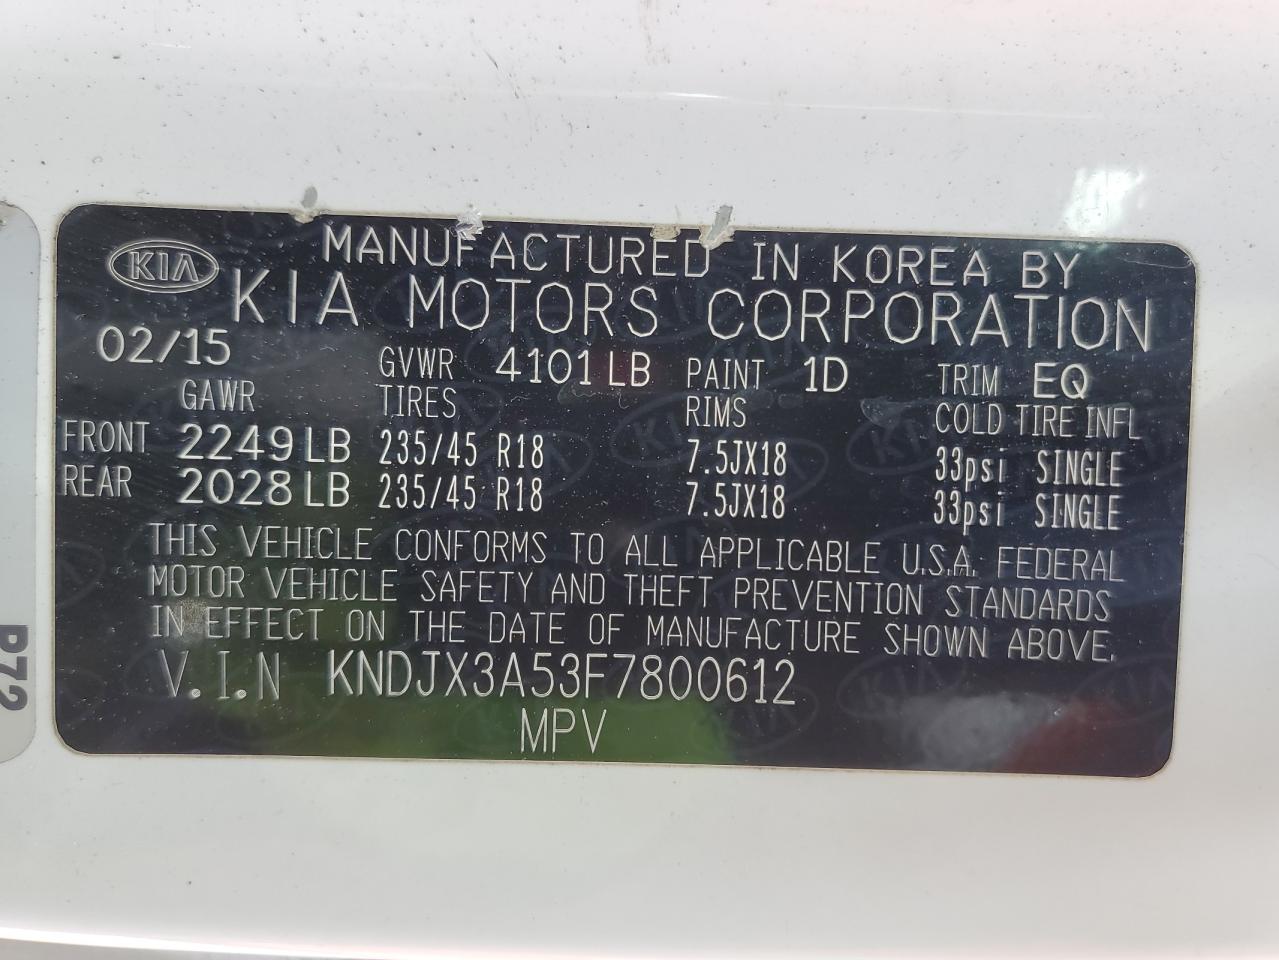 MANUFACTURED IN KOREA BY
KIA KIA MOTORS CORPORATION
02/15 GVWR 4101 LB PAINT 1D TRIM EQ
GAWR TIRES RIMS COLD TIRE INFL
FRONT 2249 LB 235/45 R18 7.5JX18 33psi SINGLE
REAR 2028 LB 235/45 R18 7.5JX18 33psi SINGLE
THIS VEHICLE CONFORMS TO ALL APPLICABLE U.S.A. FEDERAL
MOTOR VEHICLE SAFETY AND THEFT PREVENTION STANDARDS
IN EFFECT ON THE DATE OF MANUFACTURE SHOWN ABOVE.
V.I.N KNDJX3A53F7800612
MPV